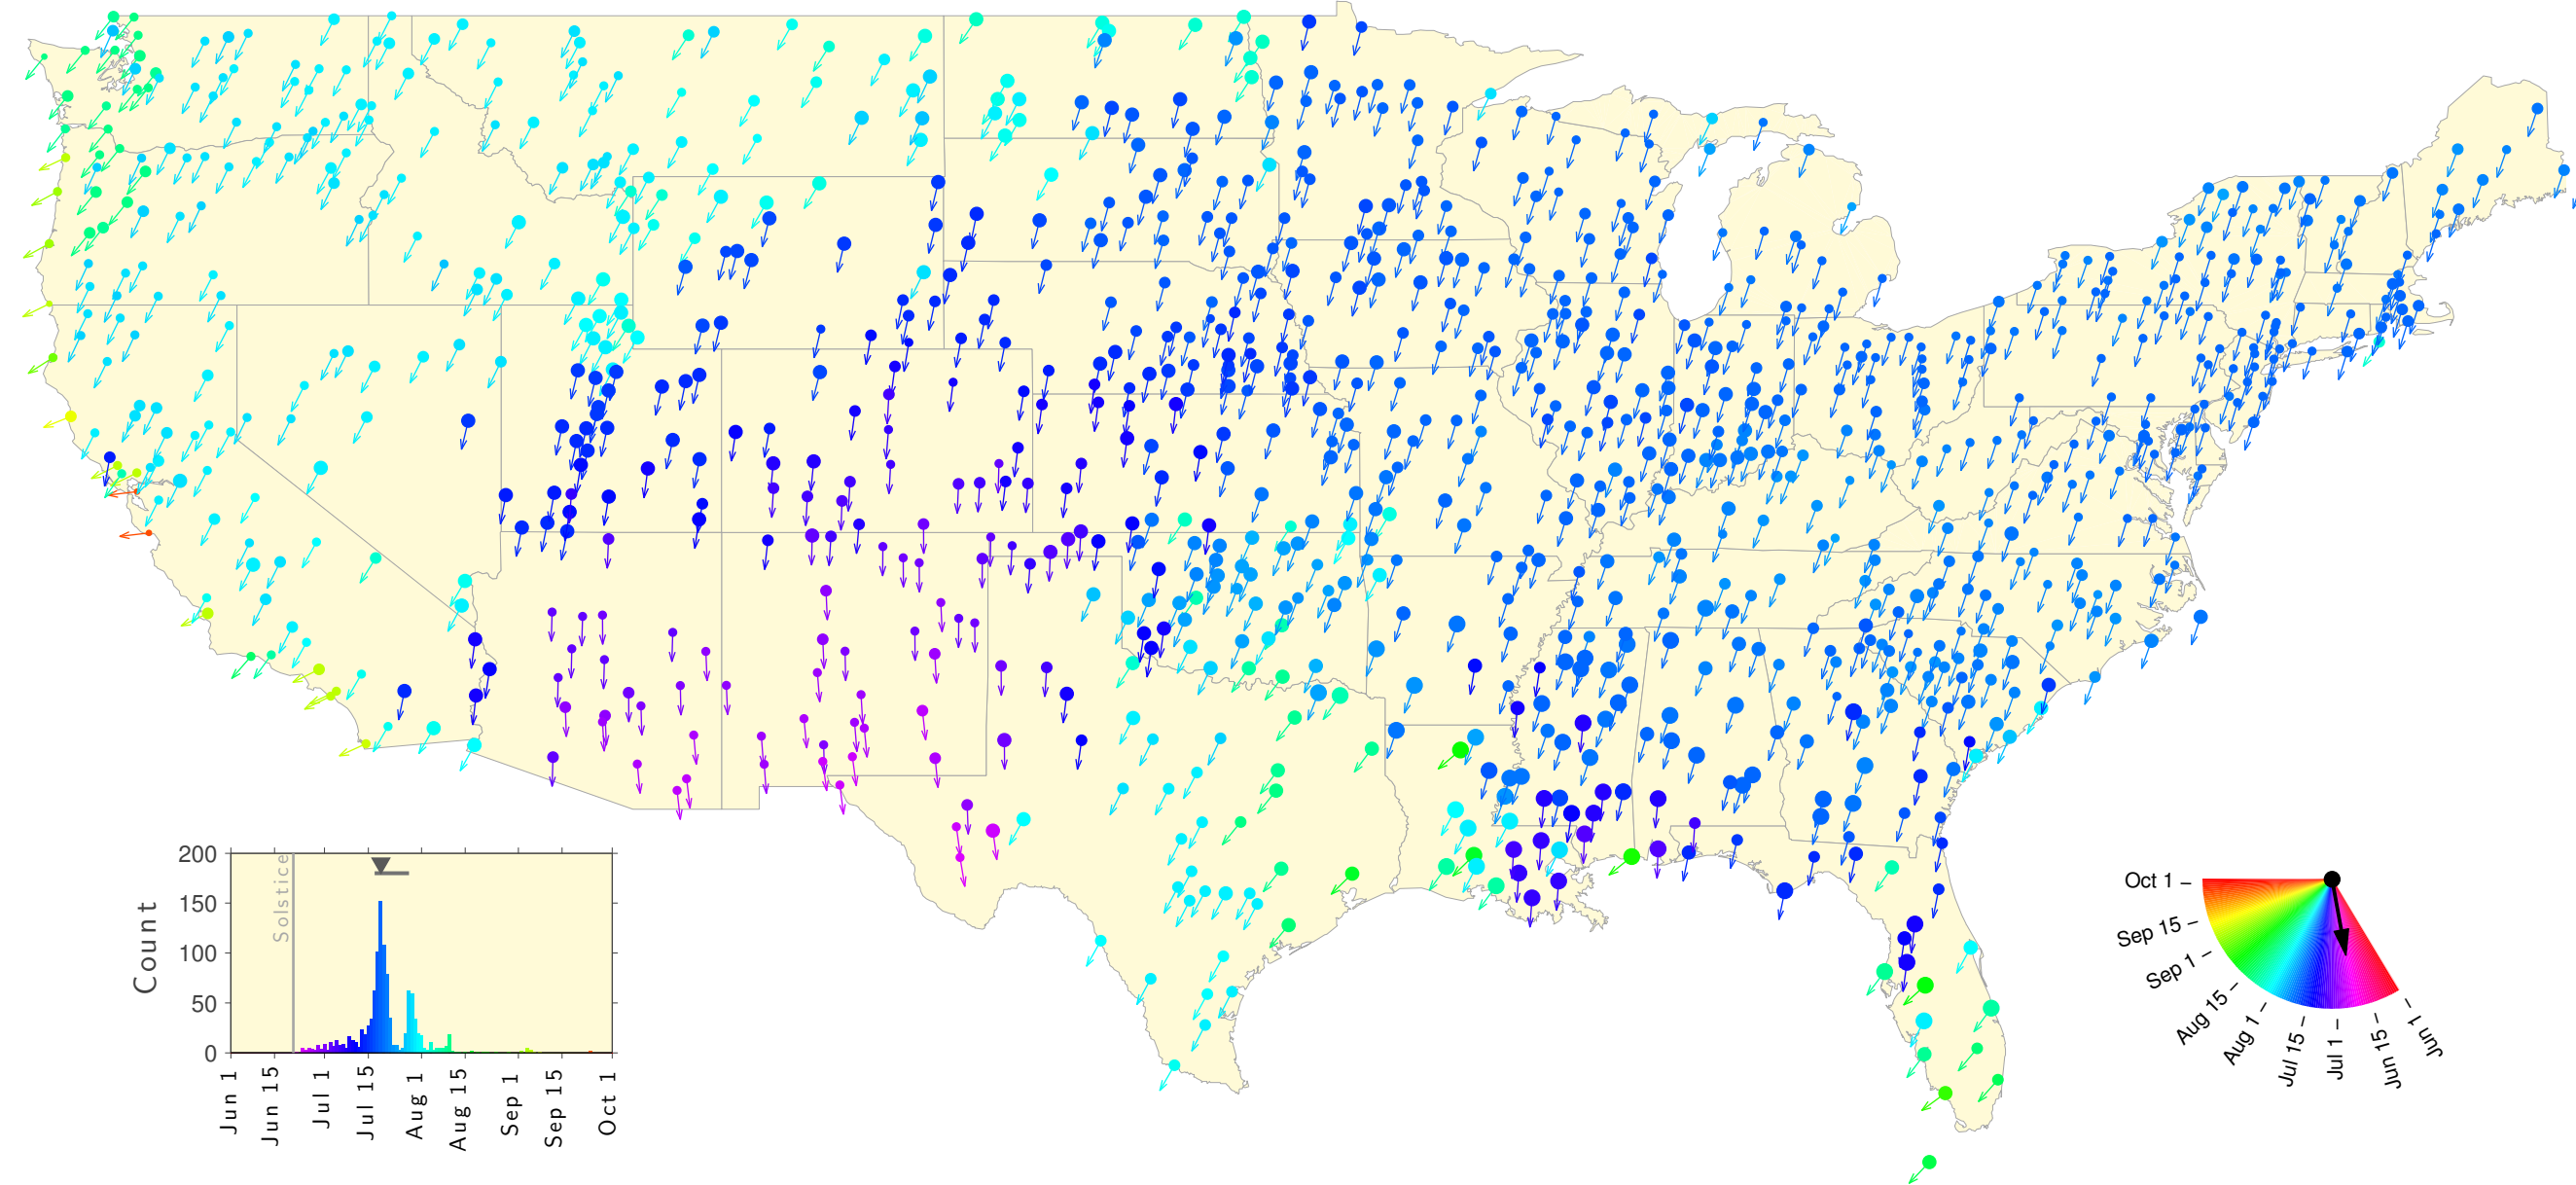 200
150
100
50
0
Count
Solstice
Jun 1
Jun 15
Jul 1
Jul 15
Aug 1
Aug 15
Sep 1
Sep 15
Oct 1
Oct 1 –
Sep 15 –
Sep 1 –
Aug 15 –
Aug 1 –
Jul 15 –
Jul 1 –
Jun 15 –
Jun 1 –